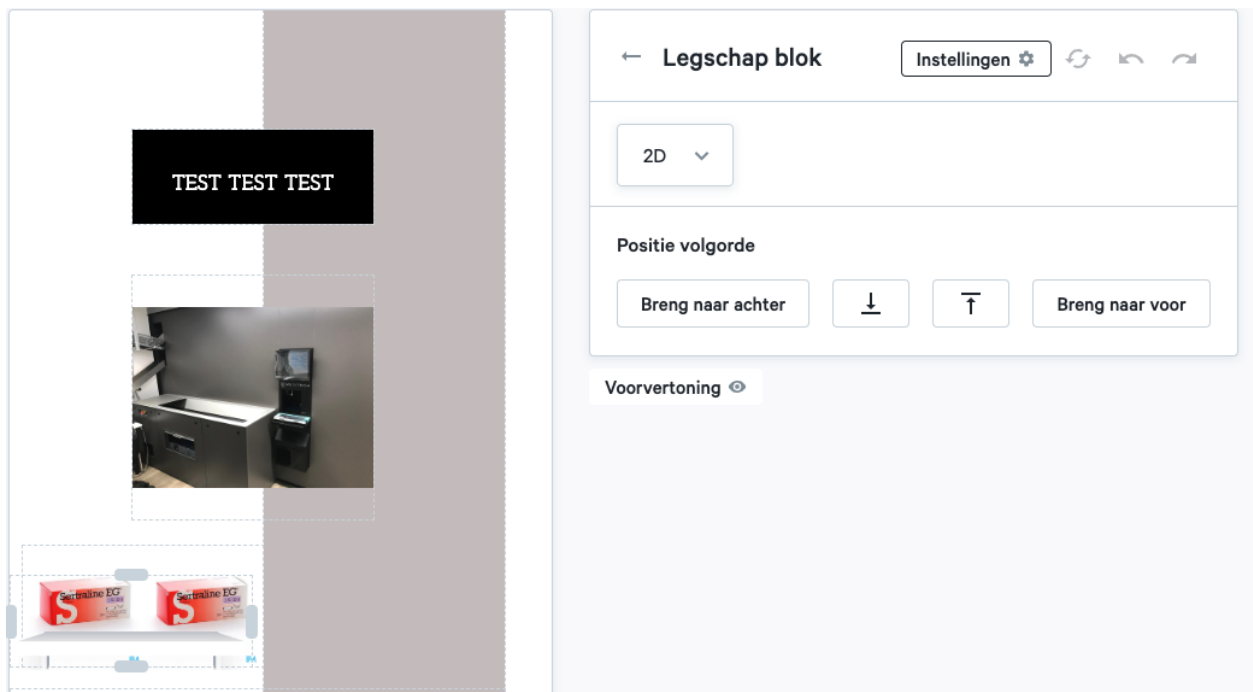 Legschap blok
Instellingen
2D
TEST TEST TEST
Positie volgorde
Breng naar achter
Breng naar voor
Voorvertoning
Sertraline EG
S
Sertraline EG
S